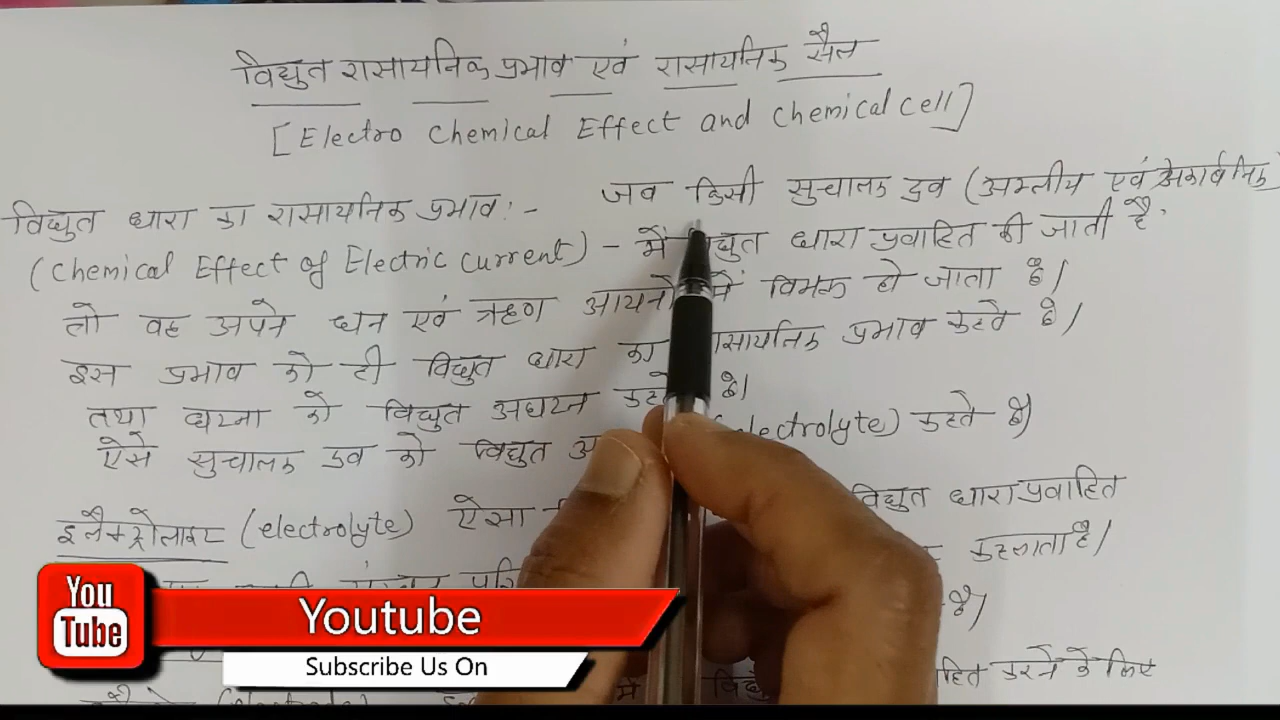 विद्युत रासायनिक प्रभाव एवं रासायनिक सैल
[Electro Chemical Effect and Chemical Cell]
विद्युत धारा का रासायनिक प्रभाव :- जब किसी सुचालक द्रव (अम्लीय एवं अकार्बनिक
(Chemical Effect of Electric Current) - में विद्युत धारा प्रवाहित की जाती है.
तो वह अपने धन एवं ऋण आयनों में विभक्त हो जाता है।
इस प्रभाव को ही विद्युत धारा का रासायनिक प्रभाव कहते है।
तथा घटना को विद्युत अघटन कहते है।
ऐसे सुचालक द्रव को विद्युत electrolyte) कहते है)
इलैक्ट्रोलाइट (electrolyte) ऐसा विद्युत धारा प्रवाहित
कहलाता है।
है।
में हित करने के लिए
You
Tube
Youtube
Subscribe Us On